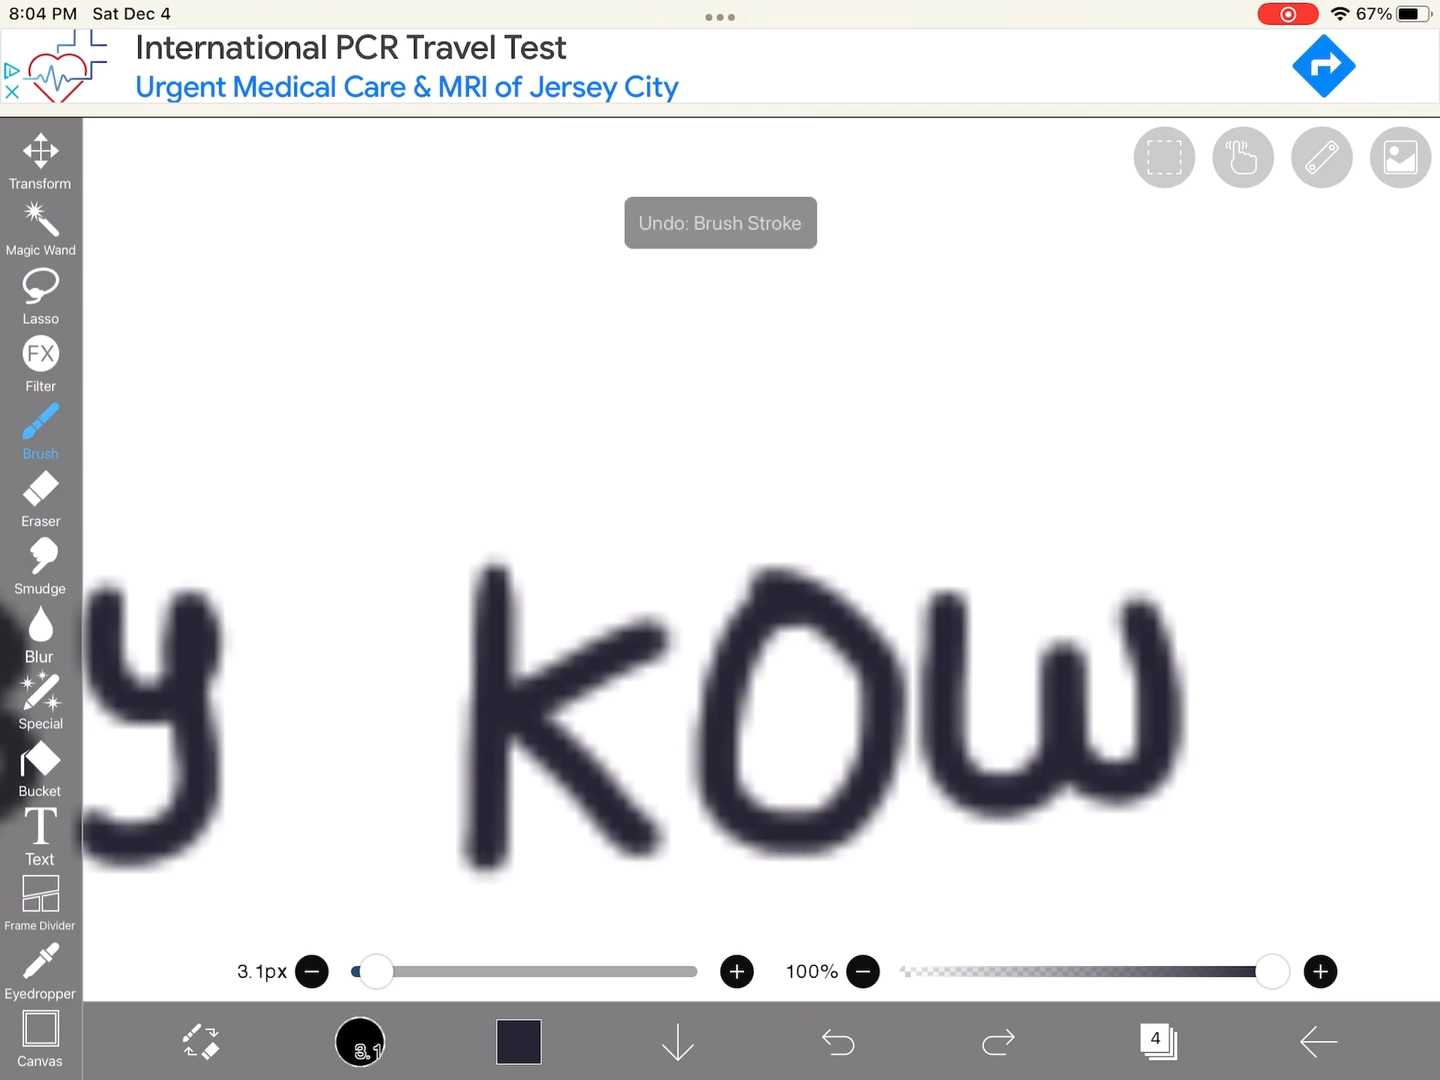 8:04 PM Sat Dec 4
67%
International PCR Travel Test
Urgent Medical Care & MRI of Jersey City
Transform
Undo: Brush Stroke
Magic Wand
Lasso
FX
Filter
Brush
Eraser
Smudge
y kow
Blur
Special
Bucket
T
Text
Frame Divider
3.1px
100%
Eyedropper
3.1
4
Canvas